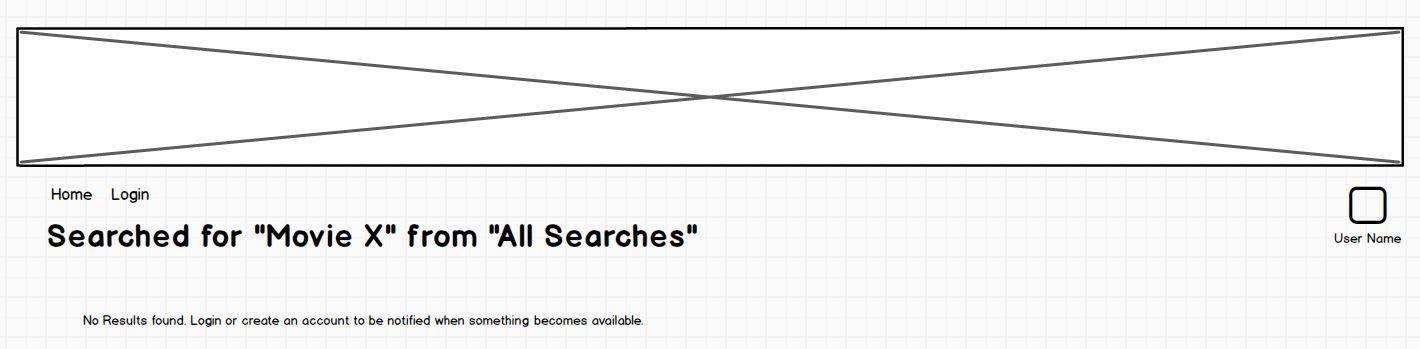 Home Login
Searched for "Movie X" from "All Searches"
User Name
No Results found. Login or create an account to be notified when something becomes available.